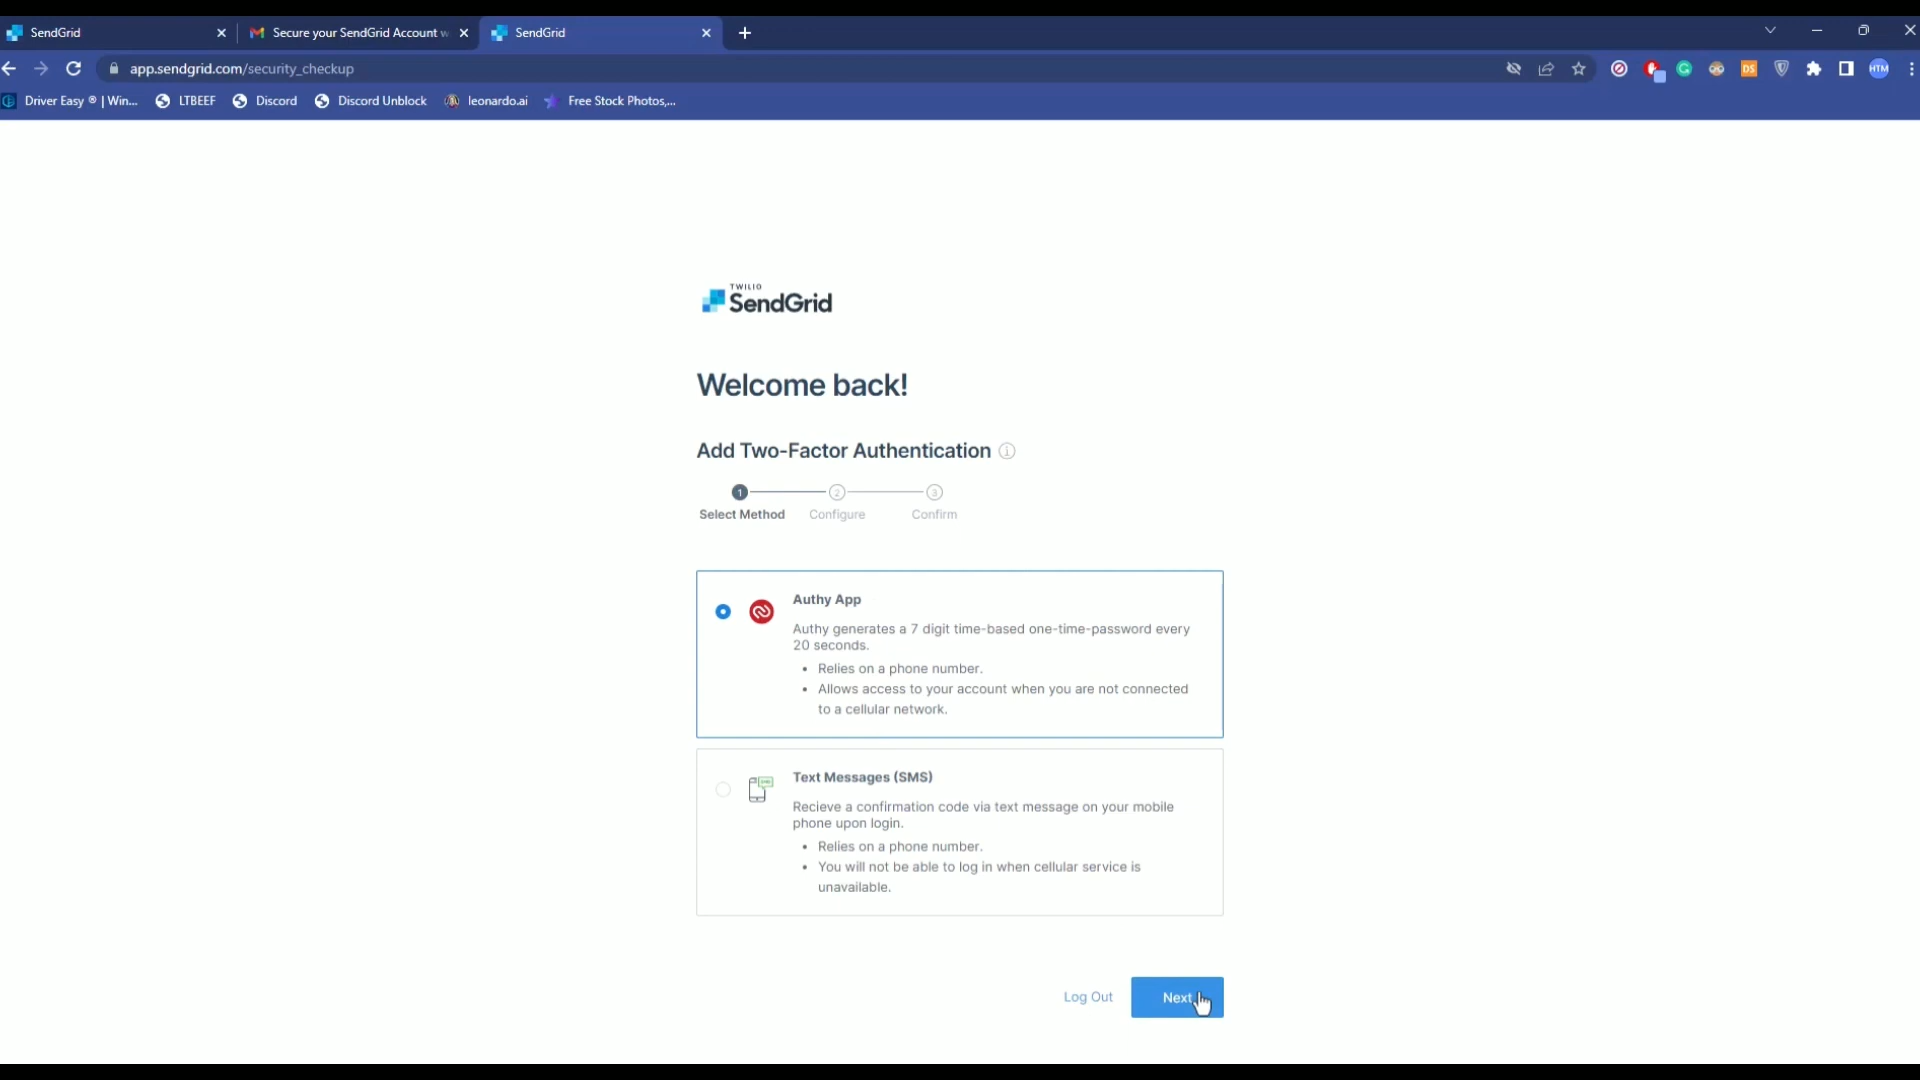 SendGrid
Secure your SendGrid Account w
SendGrid
app.sendgrid.com/security_checkup
DS
HTM
Driver Easy ® | Win...
LTBEEF
Discord
Discord Unblock
leonardo.ai
Free Stock Photos,...
TWILIO
SendGrid
Welcome back!
Add Two-Factor Authentication
1
2
3
Select Method
Configure
Confirm
Authy App
Authy generates a 7 digit time-based one-time-password every
20 seconds.
• Relies on a phone number.
• Allows access to your account when you are not connected
to a cellular network.
Text Messages (SMS)
Recieve a confirmation code via text message on your mobile
phone upon login.
• Relies on a phone number.
• You will not be able to log in when cellular service is
unavailable.
Log Out
Next